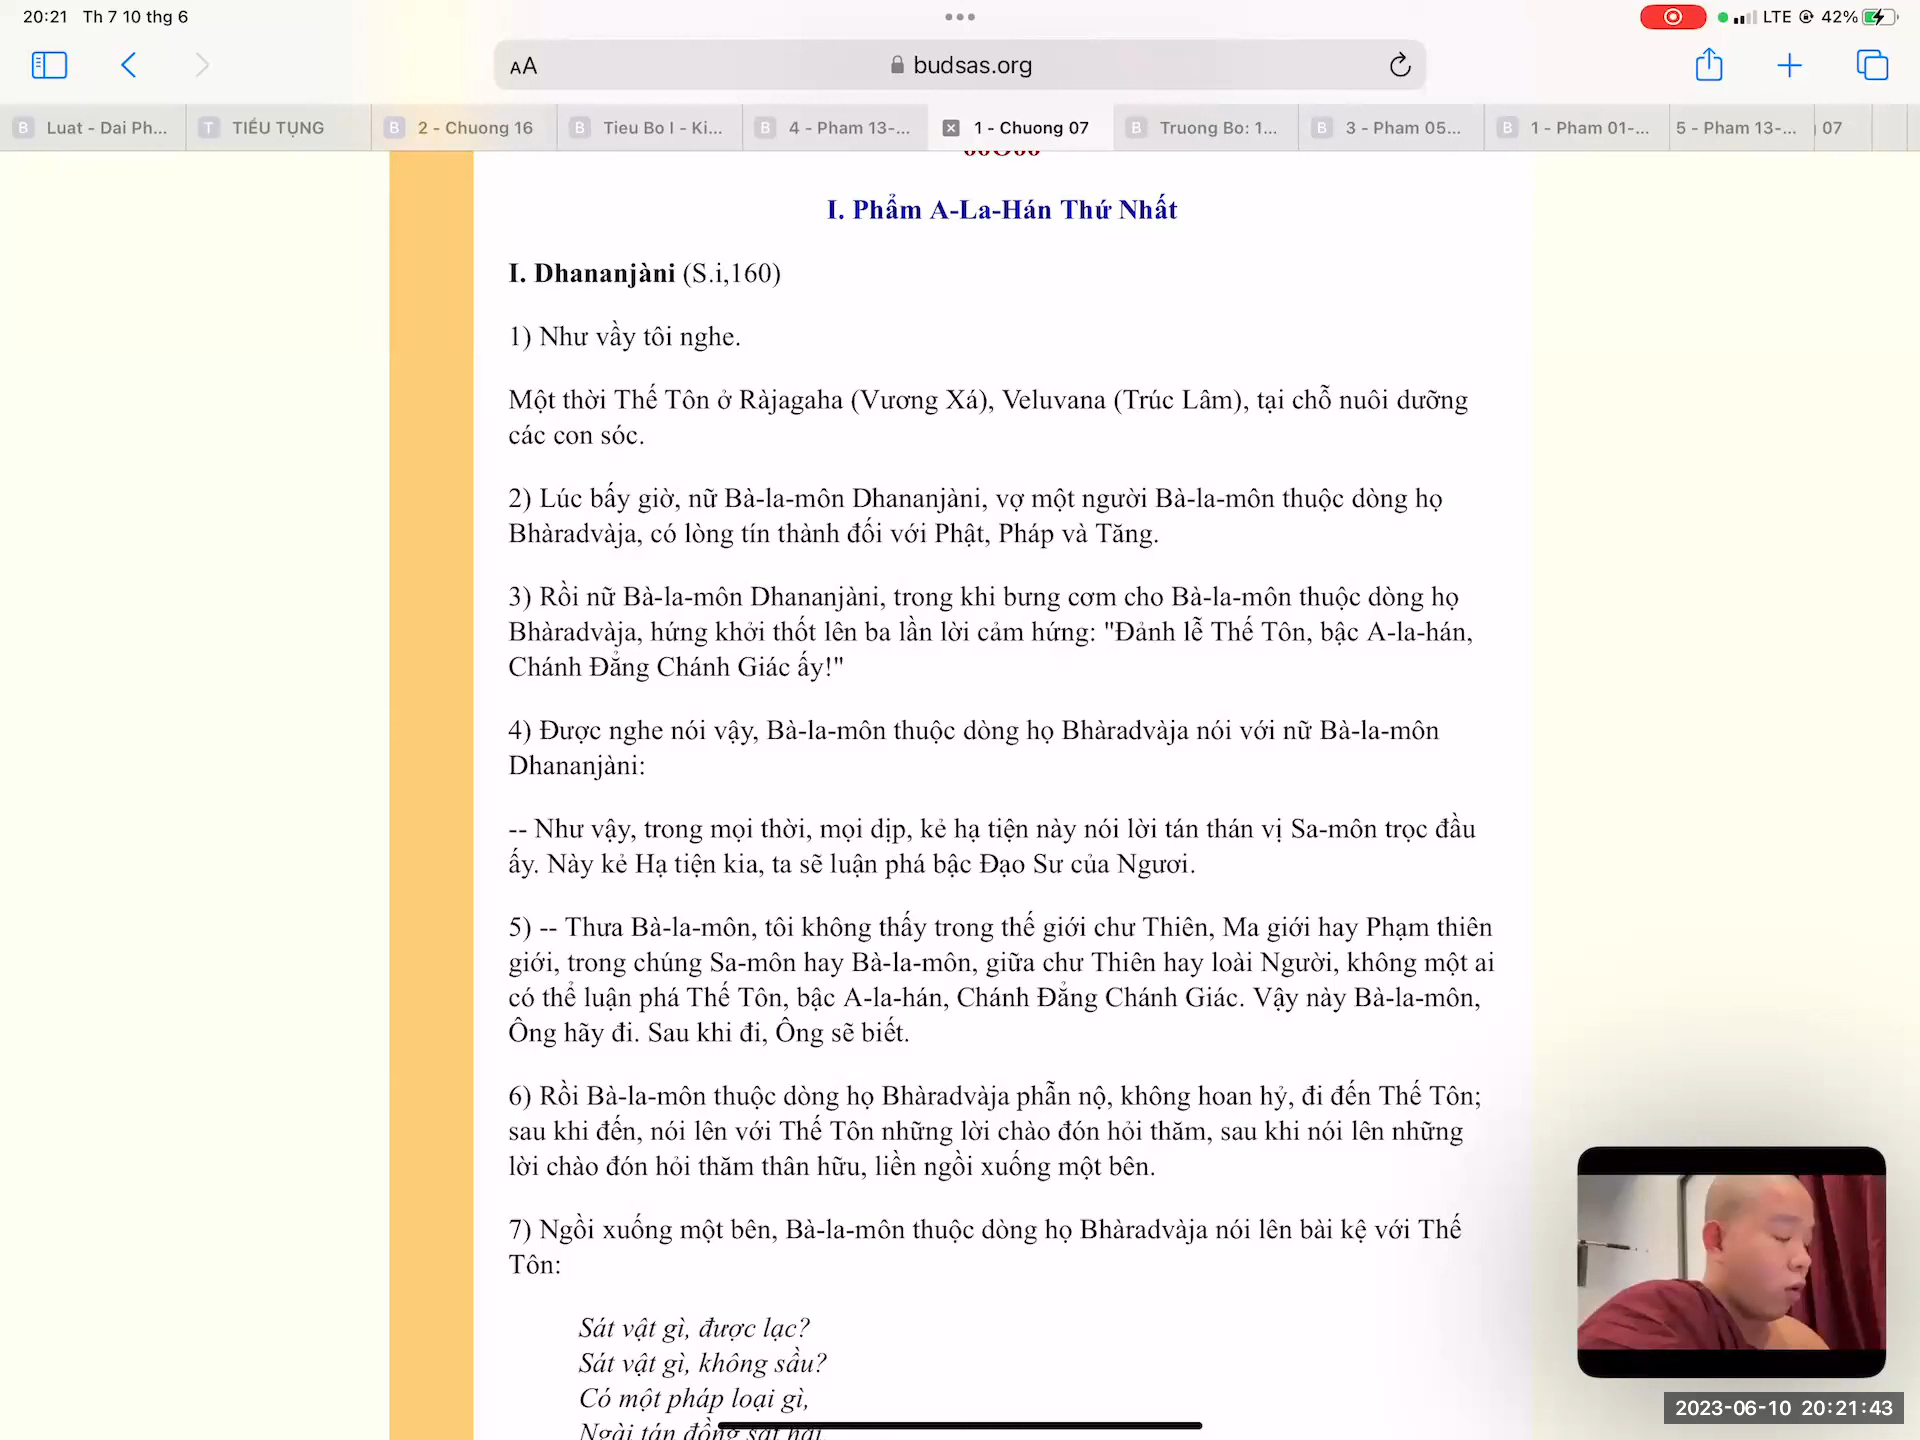 20:21 Th 7 10 thg 6
LTE 42%
AA budsas.org
Luat - Dai Ph...
TIỂU TỤNG
2 - Chuong 16
Tieu Bo I - Ki...
4 - Pham 13-...
1 - Chuong 07
Truong Bo: 1...
3 - Pham 05...
1 - Pham 01-...
5 - Pham 13-...
07
I. Phẩm A-La-Hán Thứ Nhất
I. Dhananjàni (S.i,160)
1) Như vầy tôi nghe.
Một thời Thế Tôn ở Ràjagaha (Vương Xá), Veluvana (Trúc Lâm), tại chỗ nuôi dưỡng
các con sóc.
2) Lúc bấy giờ, nữ Bà-la-môn Dhananjàni, vợ một người Bà-la-môn thuộc dòng họ
Bhàradvàja, có lòng tín thành đối với Phật, Pháp và Tăng.
3) Rồi nữ Bà-la-môn Dhananjàni, trong khi bưng cơm cho Bà-la-môn thuộc dòng họ
Bhàradvàja, hứng khởi thốt lên ba lần lời cảm hứng: "Đảnh lễ Thế Tôn, bậc A-la-hán,
Chánh Đẳng Chánh Giác ấy!"
4) Được nghe nói vậy, Bà-la-môn thuộc dòng họ Bhàradvàja nói với nữ Bà-la-môn
Dhananjàni:
-- Như vậy, trong mọi thời, mọi dịp, kẻ hạ tiện này nói lời tán thán vị Sa-môn trọc đầu
ấy. Này kẻ Hạ tiện kia, ta sẽ luận phá bậc Đạo Sư của Ngươi.
5) -- Thưa Bà-la-môn, tôi không thấy trong thế giới chư Thiên, Ma giới hay Phạm thiên
giới, trong chúng Sa-môn hay Bà-la-môn, giữa chư Thiên hay loài Người, không một ai
có thể luận phá Thế Tôn, bậc A-la-hán, Chánh Đẳng Chánh Giác. Vậy này Bà-la-môn,
Ông hãy đi. Sau khi đi, Ông sẽ biết.
6) Rồi Bà-la-môn thuộc dòng họ Bhàradvàja phẫn nộ, không hoan hỷ, đi đến Thế Tôn;
sau khi đến, nói lên với Thế Tôn những lời chào đón hỏi thăm, sau khi nói lên những
lời chào đón hỏi thăm thân hữu, liền ngồi xuống một bên.
7) Ngồi xuống một bên, Bà-la-môn thuộc dòng họ Bhàradvàja nói lên bài kệ với Thế
Tôn:
Sát vật gì, được lạc?
Sát vật gì, không sầu?
Có một pháp loại gì,
Ngài tán đồng sát hại
2023-06-10 20:21:43